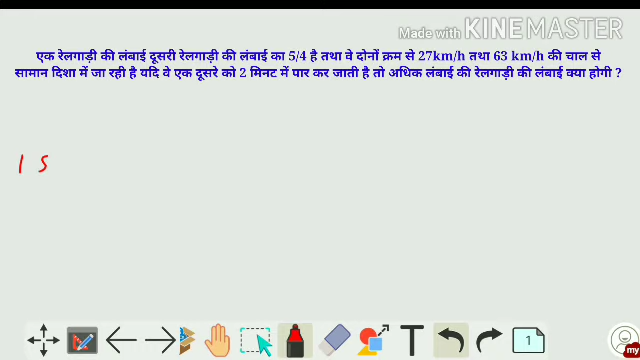 Made with KINEMASTER
एक रेलगाड़ी की लंबाई दूसरी रेलगाड़ी की लंबाई का 5/4 है तथा वे दोनों क्रम से 27km/h तथा 63 km/h की चाल से
सामान दिशा में जा रही है यदि वे एक दूसरे को 2 मिनट में पार कर जाती है तो अधिक लंबाई की रेलगाड़ी की लंबाई क्या होगी ?
1 S
T
1
my